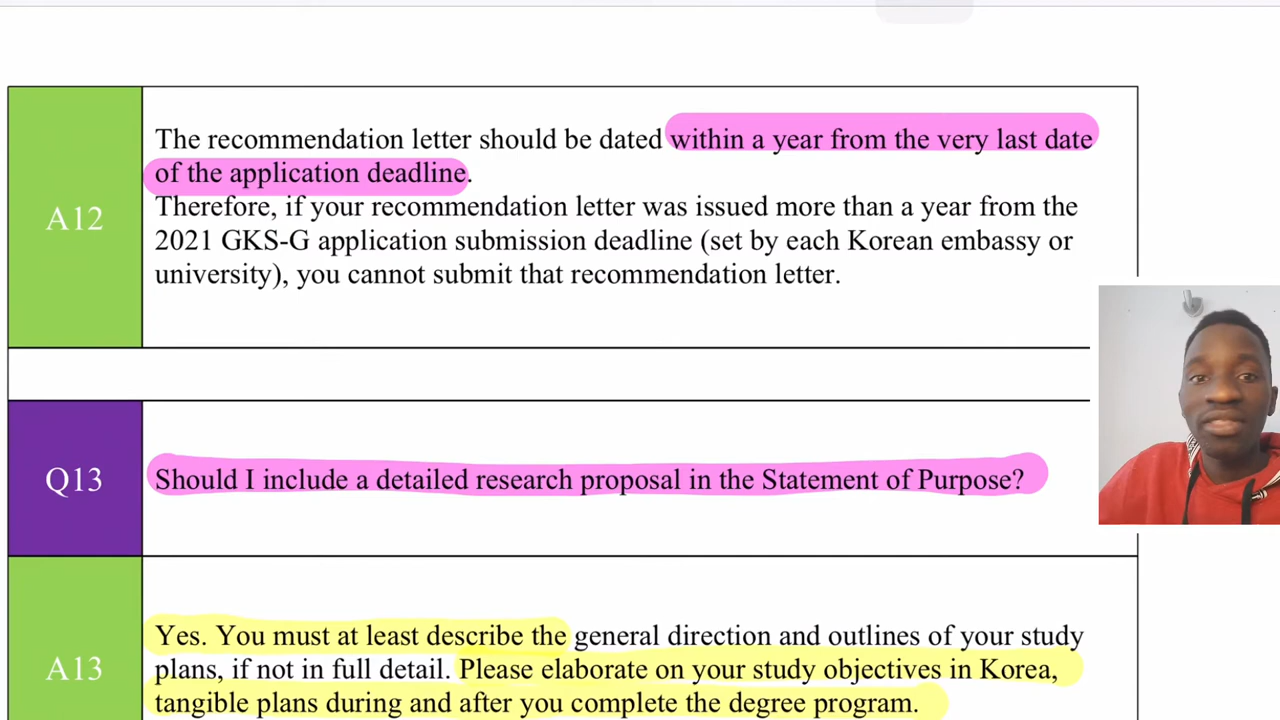 The recommendation letter should be dated within a year from the very last date
of the application deadline.
A12
Therefore, if your recommendation letter was issued more than a year from the
2021 GKS-G application submission deadline (set by each Korean embassy or
university), you cannot submit that recommendation letter.
Q13
Should I include a detailed research proposal in the Statement of Purpose?
A13
Yes. You must at least describe the general direction and outlines of your study
plans, if not in full detail. Please elaborate on your study objectives in Korea,
tangible plans during and after you complete the degree program.